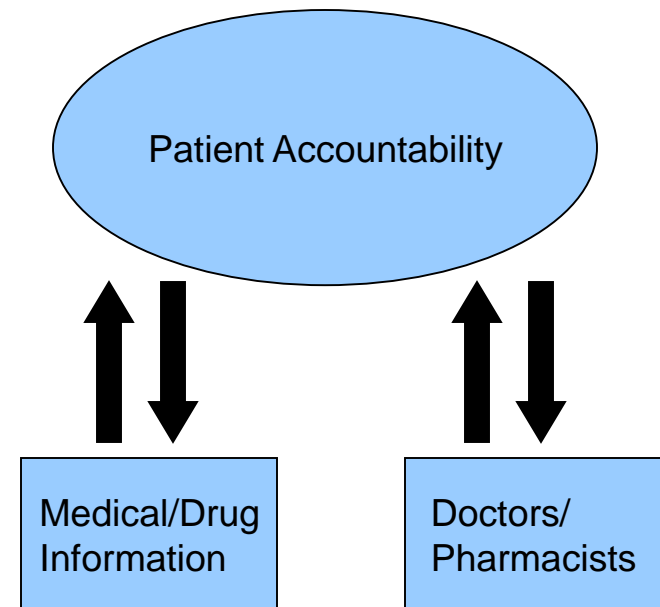 Patient Accountability
Medical/Drug
Information
Doctors/
Pharmacists